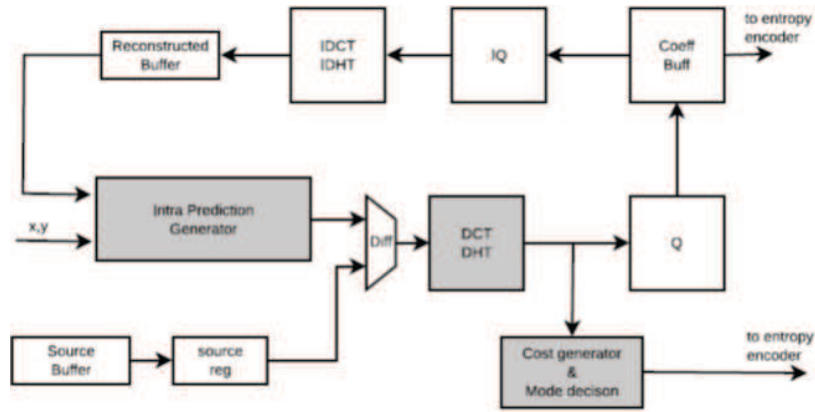 Reconstructed
Buffer
IDCT
IDHT
IQ
Coeff
Buff
to entropy
encoder
x,y
Intra Prediction
Generator
Diff
DCT
DHT
Q
Source
Buffer
source
reg
Cost generator
&
Mode decison
to entropy
encoder